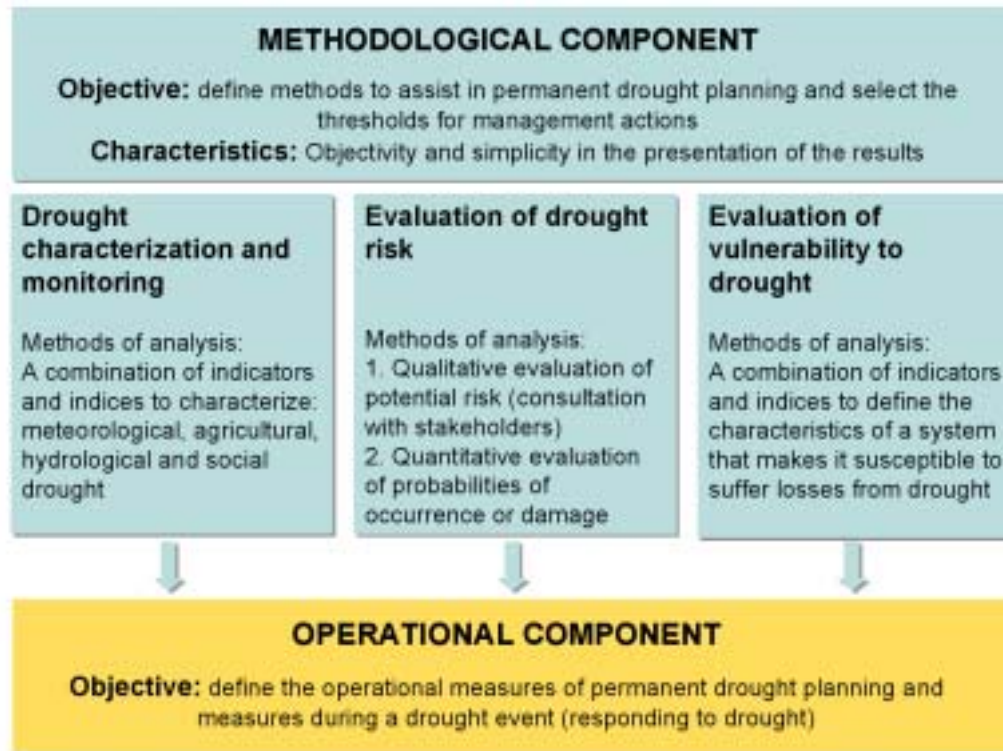 METHODOLOGICAL COMPONENT
Objective: define methods to assist in permanent drought planning and select the
thresholds for management actions
Characteristics: Objectivity and simplicity in the presentation of the results
Drought
characterization and
monitoring
Methods of analysis:
A combination of indicators
and indices to characterize:
meteorological, agricultural,
hydrological and social
drought
Evaluation of drought
risk
Methods of analysis:
1. Qualitative evaluation of
potential risk (consultation
with stakeholders)
2. Quantitative evaluation
of probabilities of
occurrence or damage
Evaluation of
vulnerability to
drought
Methods of analysis:
A combination of indicators
and indices to define the
characteristics of a system
that makes it susceptible to
suffer losses from drought
OPERATIONAL COMPONENT
Objective: define the operational measures of permanent drought planning and
measures during a drought event (responding to drought)